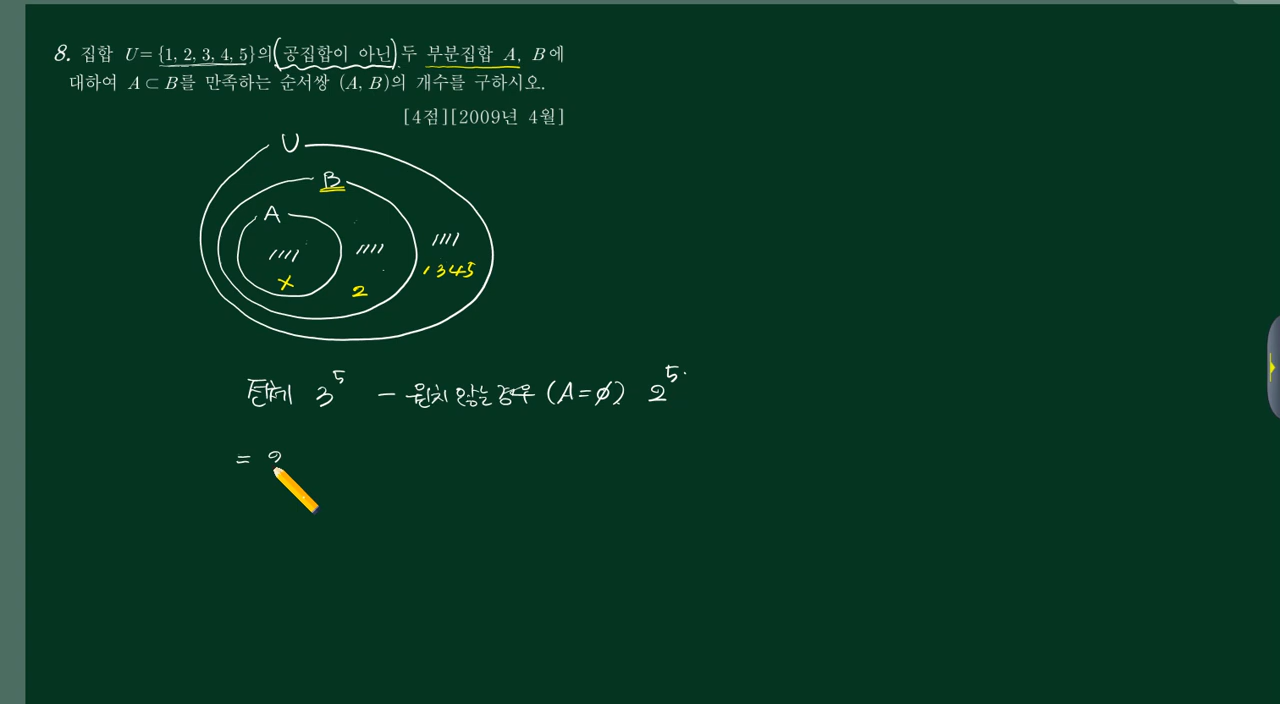 8. 집합 U={1, 2, 3, 4, 5}의(공집합이 아닌)두 부분집합 A, B에
대하여 A⊂B를 만족하는 순서쌍 (A, B)의 개수를 구하시오.
[4점][2009년 4월]
U
B
A
X
2
1 3 4 5
전체 3⁵ - 원치 않는 경우 (A=∅) 2⁵.
=